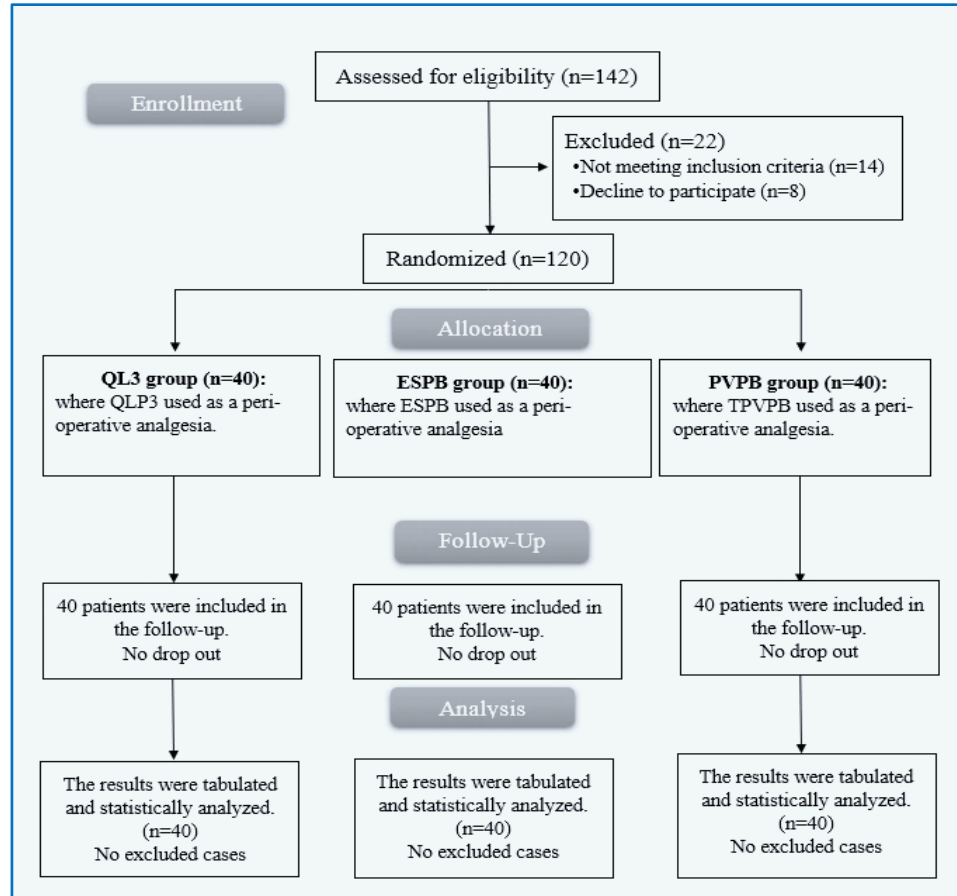 Assessed for eligibility (n=142)
Enrollment
Excluded (n=22)
•Not meeting inclusion criteria (n=14)
•Decline to participate (n=8)
Randomized (n=120)
Allocation
QL3 group (n=40):
where QLP3 used as a peri-
operative analgesia.
ESPB group (n=40):
where ESPB used as a peri-
operative analgesia
PVPB group (n=40):
where TPVPB used as a peri-
operative analgesia.
Follow-Up
40 patients were included in
the follow-up.
No drop out
40 patients were included in
the follow-up.
No drop out
40 patients were included in
the follow-up.
No drop out
Analysis
The results were tabulated
and statistically analyzed.
(n=40)
No excluded cases
The results were tabulated
and statistically analyzed.
(n=40)
No excluded cases
The results were tabulated
and statistically analyzed.
(n=40)
No excluded cases